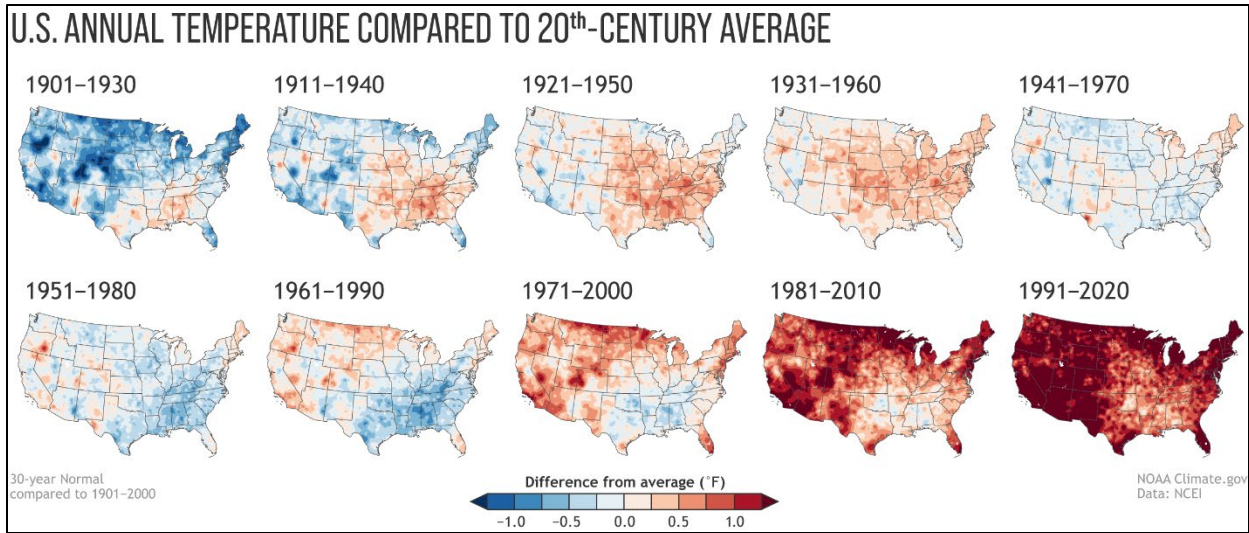 U.S. ANNUAL TEMPERATURE COMPARED TO 20th-CENTURY AVERAGE
1901–1930
1911–1940
1921–1950
1931–1960
1941–1970
1951–1980
1961–1990
1971–2000
1981–2010
1991–2020
30-year Normal
compared to 1901–2000
Difference from average (°F)
−1.0 −0.5 0.0 0.5 1.0
NOAA Climate.gov
Data: NCEI